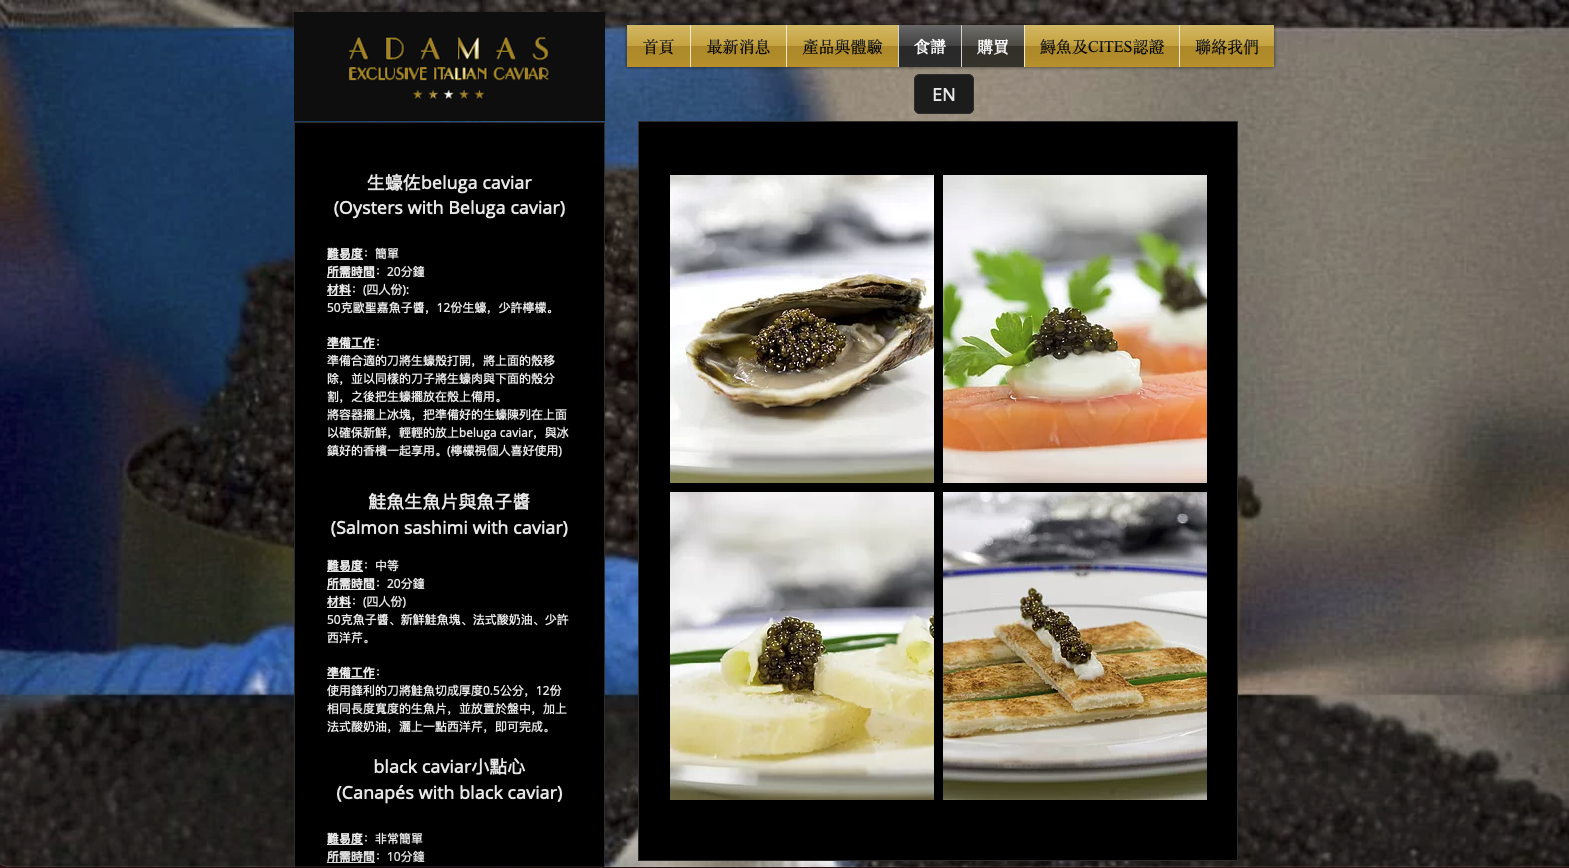 ADAMAS
EXCLUSIVE ITALIAN CAVIAR
首頁
最新消息
產品與體驗
食譜
購買
鱘魚及CITES認證
聯絡我們
EN
生蠔佐beluga caviar
(Oysters with Beluga caviar)
難易度：簡單
所需時間：20分鐘
材料：(四人份):
50克歐聖嘉魚子醬，12份生蠔，少許檸檬。
準備工作：
準備合適的刀將生蠔殼打開，將上面的殼移
除，並以同樣的刀子將生蠔肉與下面的殼分
割，之後把生蠔擺放在殼上備用。
將容器擺上冰塊，把準備好的生蠔陳列在上面
以確保新鮮，輕輕的放上beluga caviar，與冰
鎮好的香檳一起享用。(檸檬視個人喜好使用)
鮭魚生魚片與魚子醬
(Salmon sashimi with caviar)
難易度：中等
所需時間：20分鐘
材料：(四人份)
50克魚子醬、新鮮鮭魚塊、法式酸奶油、少許
西洋芹。
準備工作：
使用鋒利的刀將鮭魚切成厚度0.5公分，12份
相同長度寬度的生魚片，並放置於盤中，加上
法式酸奶油，灑上一點西洋芹，即可完成。
black caviar小點心
(Canapés with black caviar)
難易度：非常簡單
所需時間：10分鐘